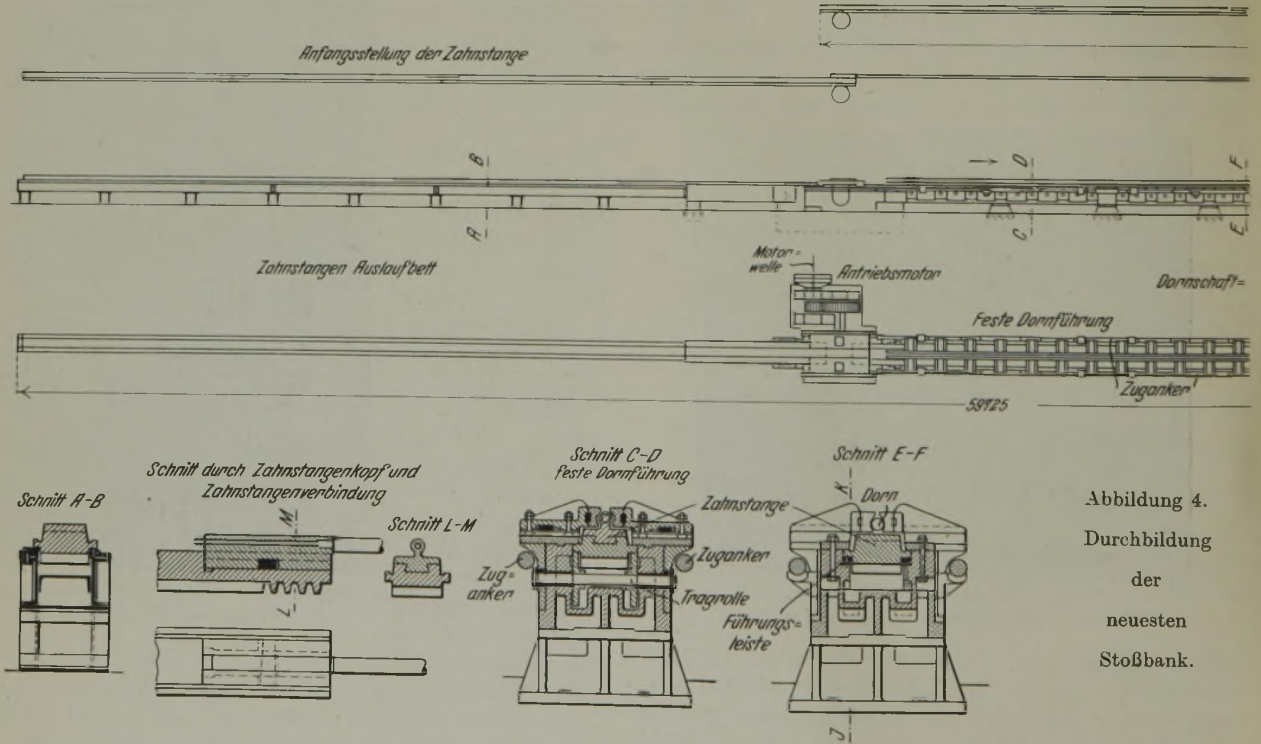 Anfangsstellung der Zahnstange
B
D
F
A
C
E
Zahnstangen Auslaufbett
Motor=
welle
Antriebsmotor
Dornschaft=
Feste Dornführung
Zuganker
59725
Schnitt A-B
Schnitt durch Zahnstangenkopf und
Zahnstangenverbindung
M
L
Schnitt L-M
Schnitt C-D
feste Dornführung
Zahnstange
Zug=
anker
Zuganker
Tragrolle
Führungs=
leiste
Schnitt E-F
K
Dorn
J
Abbildung 4.
Durchbildung
der
neuesten
Stoßbank.